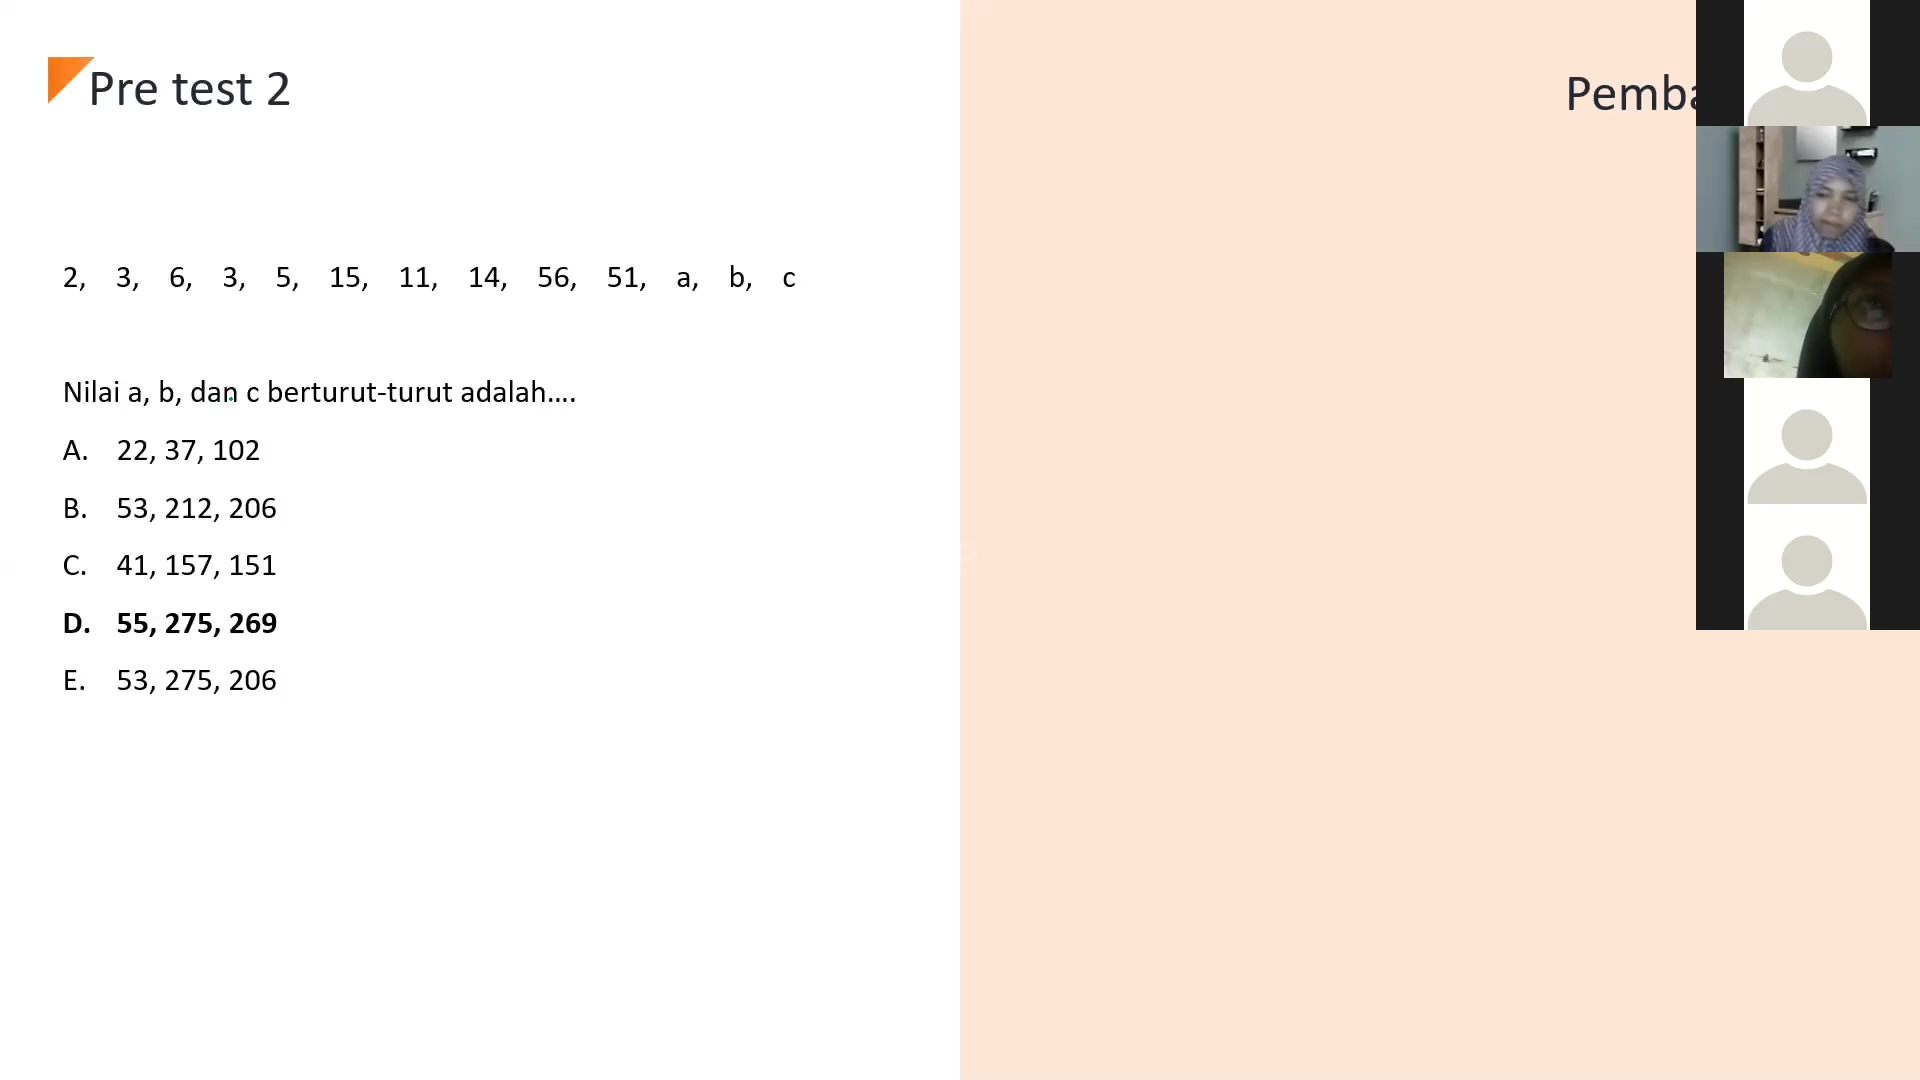 Pre test 2
Pemba
2, 3, 6, 3, 5, 15, 11, 14, 56, 51, a, b, c
Nilai a, b, dan c berturut-turut adalah....
A. 22, 37, 102
B. 53, 212, 206
C. 41, 157, 151
D. 55, 275, 269
E. 53, 275, 206